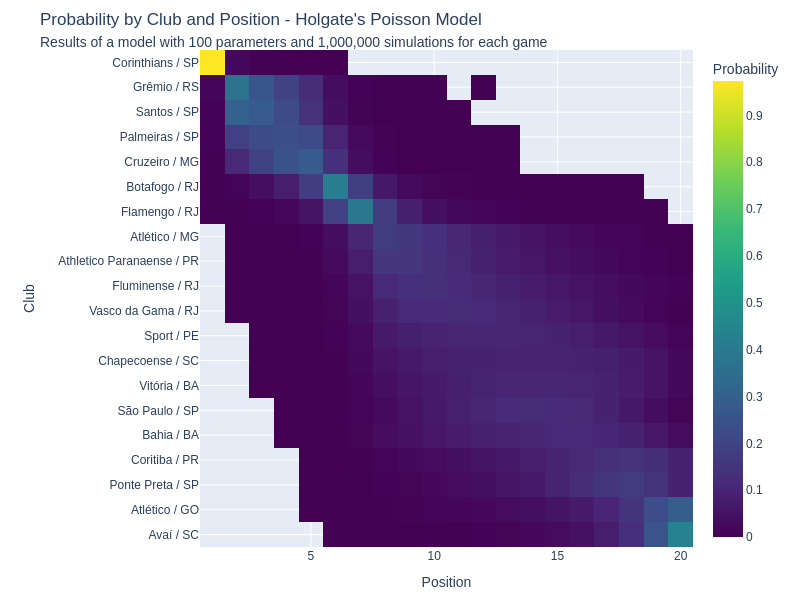 Probability by Club and Position - Holgate's Poisson Model
Results of a model with 100 parameters and 1,000,000 simulations for each game
Probability
Club
Corinthians / SP
Grêmio / RS
Santos / SP
Palmeiras / SP
Cruzeiro / MG
Botafogo / RJ
Flamengo / RJ
Atlético / MG
Athletico Paranaense / PR
Fluminense / RJ
Vasco da Gama / RJ
Sport / PE
Chapecoense / SC
Vitória / BA
São Paulo / SP
Bahia / BA
Coritiba / PR
Ponte Preta / SP
Atlético / GO
Avaí / SC
0.9
0.8
0.7
0.6
0.5
0.4
0.3
0.2
0.1
0
5 10 15 20
Position